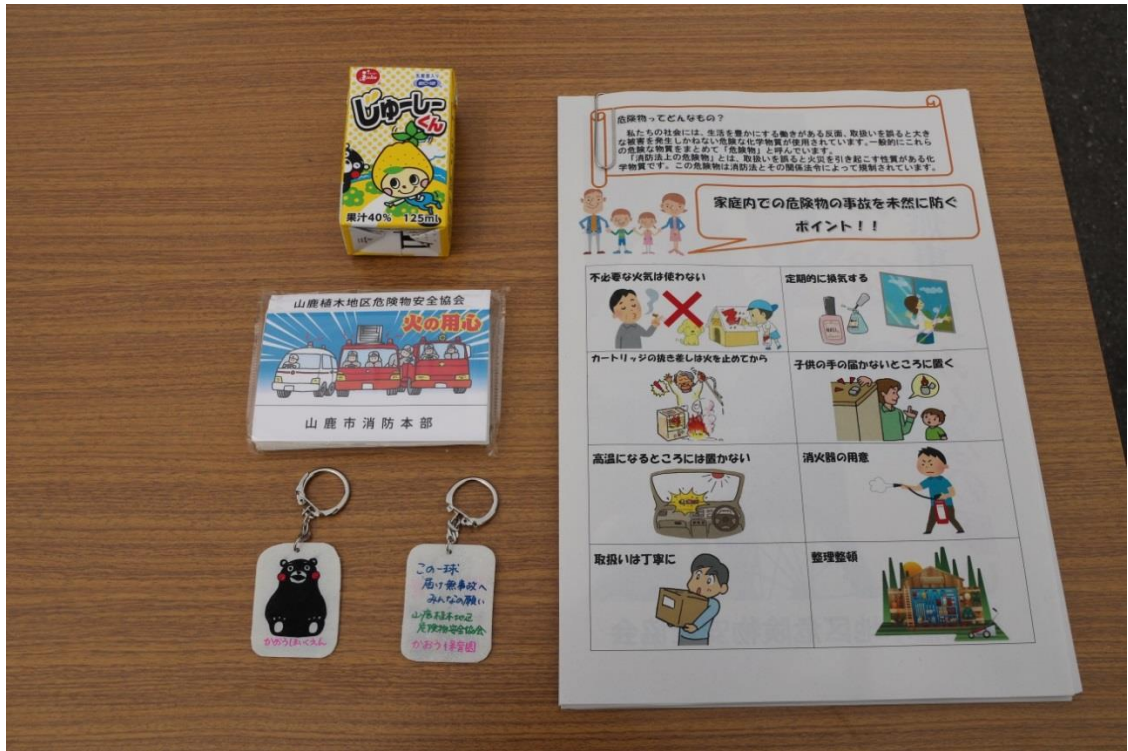 じゅーしーくん
果汁40% 125ml
山鹿植木地区危険物安全協会
火の用心
山鹿市消防本部
かおうほいくえん
この一球
届け無事故へ
みんなの願い
山鹿植木地区
危険物安全協会
かおう保育園
危険物ってどんなもの？
私たちの社会には、生活を豊かにする働きがある反面、取扱いを誤ると大き
な被害を発生しかねない危険な化学物質が使用されています。一般的にこれら
の危険な物質をまとめて「危険物」と呼んでいます。
「消防法上の危険物」とは、取扱いを誤ると火災を引き起こす性質がある化
学物質です。この危険物は消防法とその関係法令によって規制されています。
家庭内での危険物の事故を未然に防ぐ
ポイント！！
不必要な火気は使わない
定期的に換気する
カートリッジの抜き差しは火を止めてから
子供の手の届かないところに置く
高温になるところには置かない
消火器の用意
取扱いは丁寧に
整理整頓